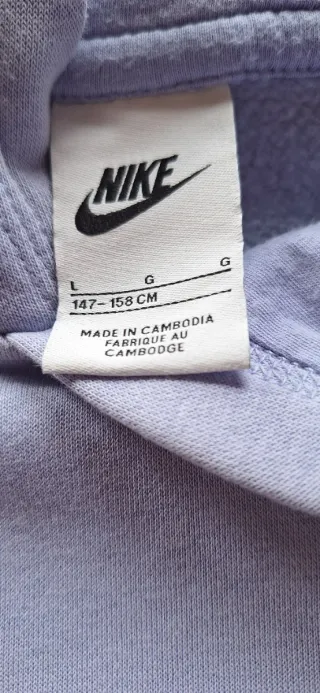 NIKE
L G G
147-158 CM
MADE IN CAMBODIA
FABRIQUE AU
CAMBODGE